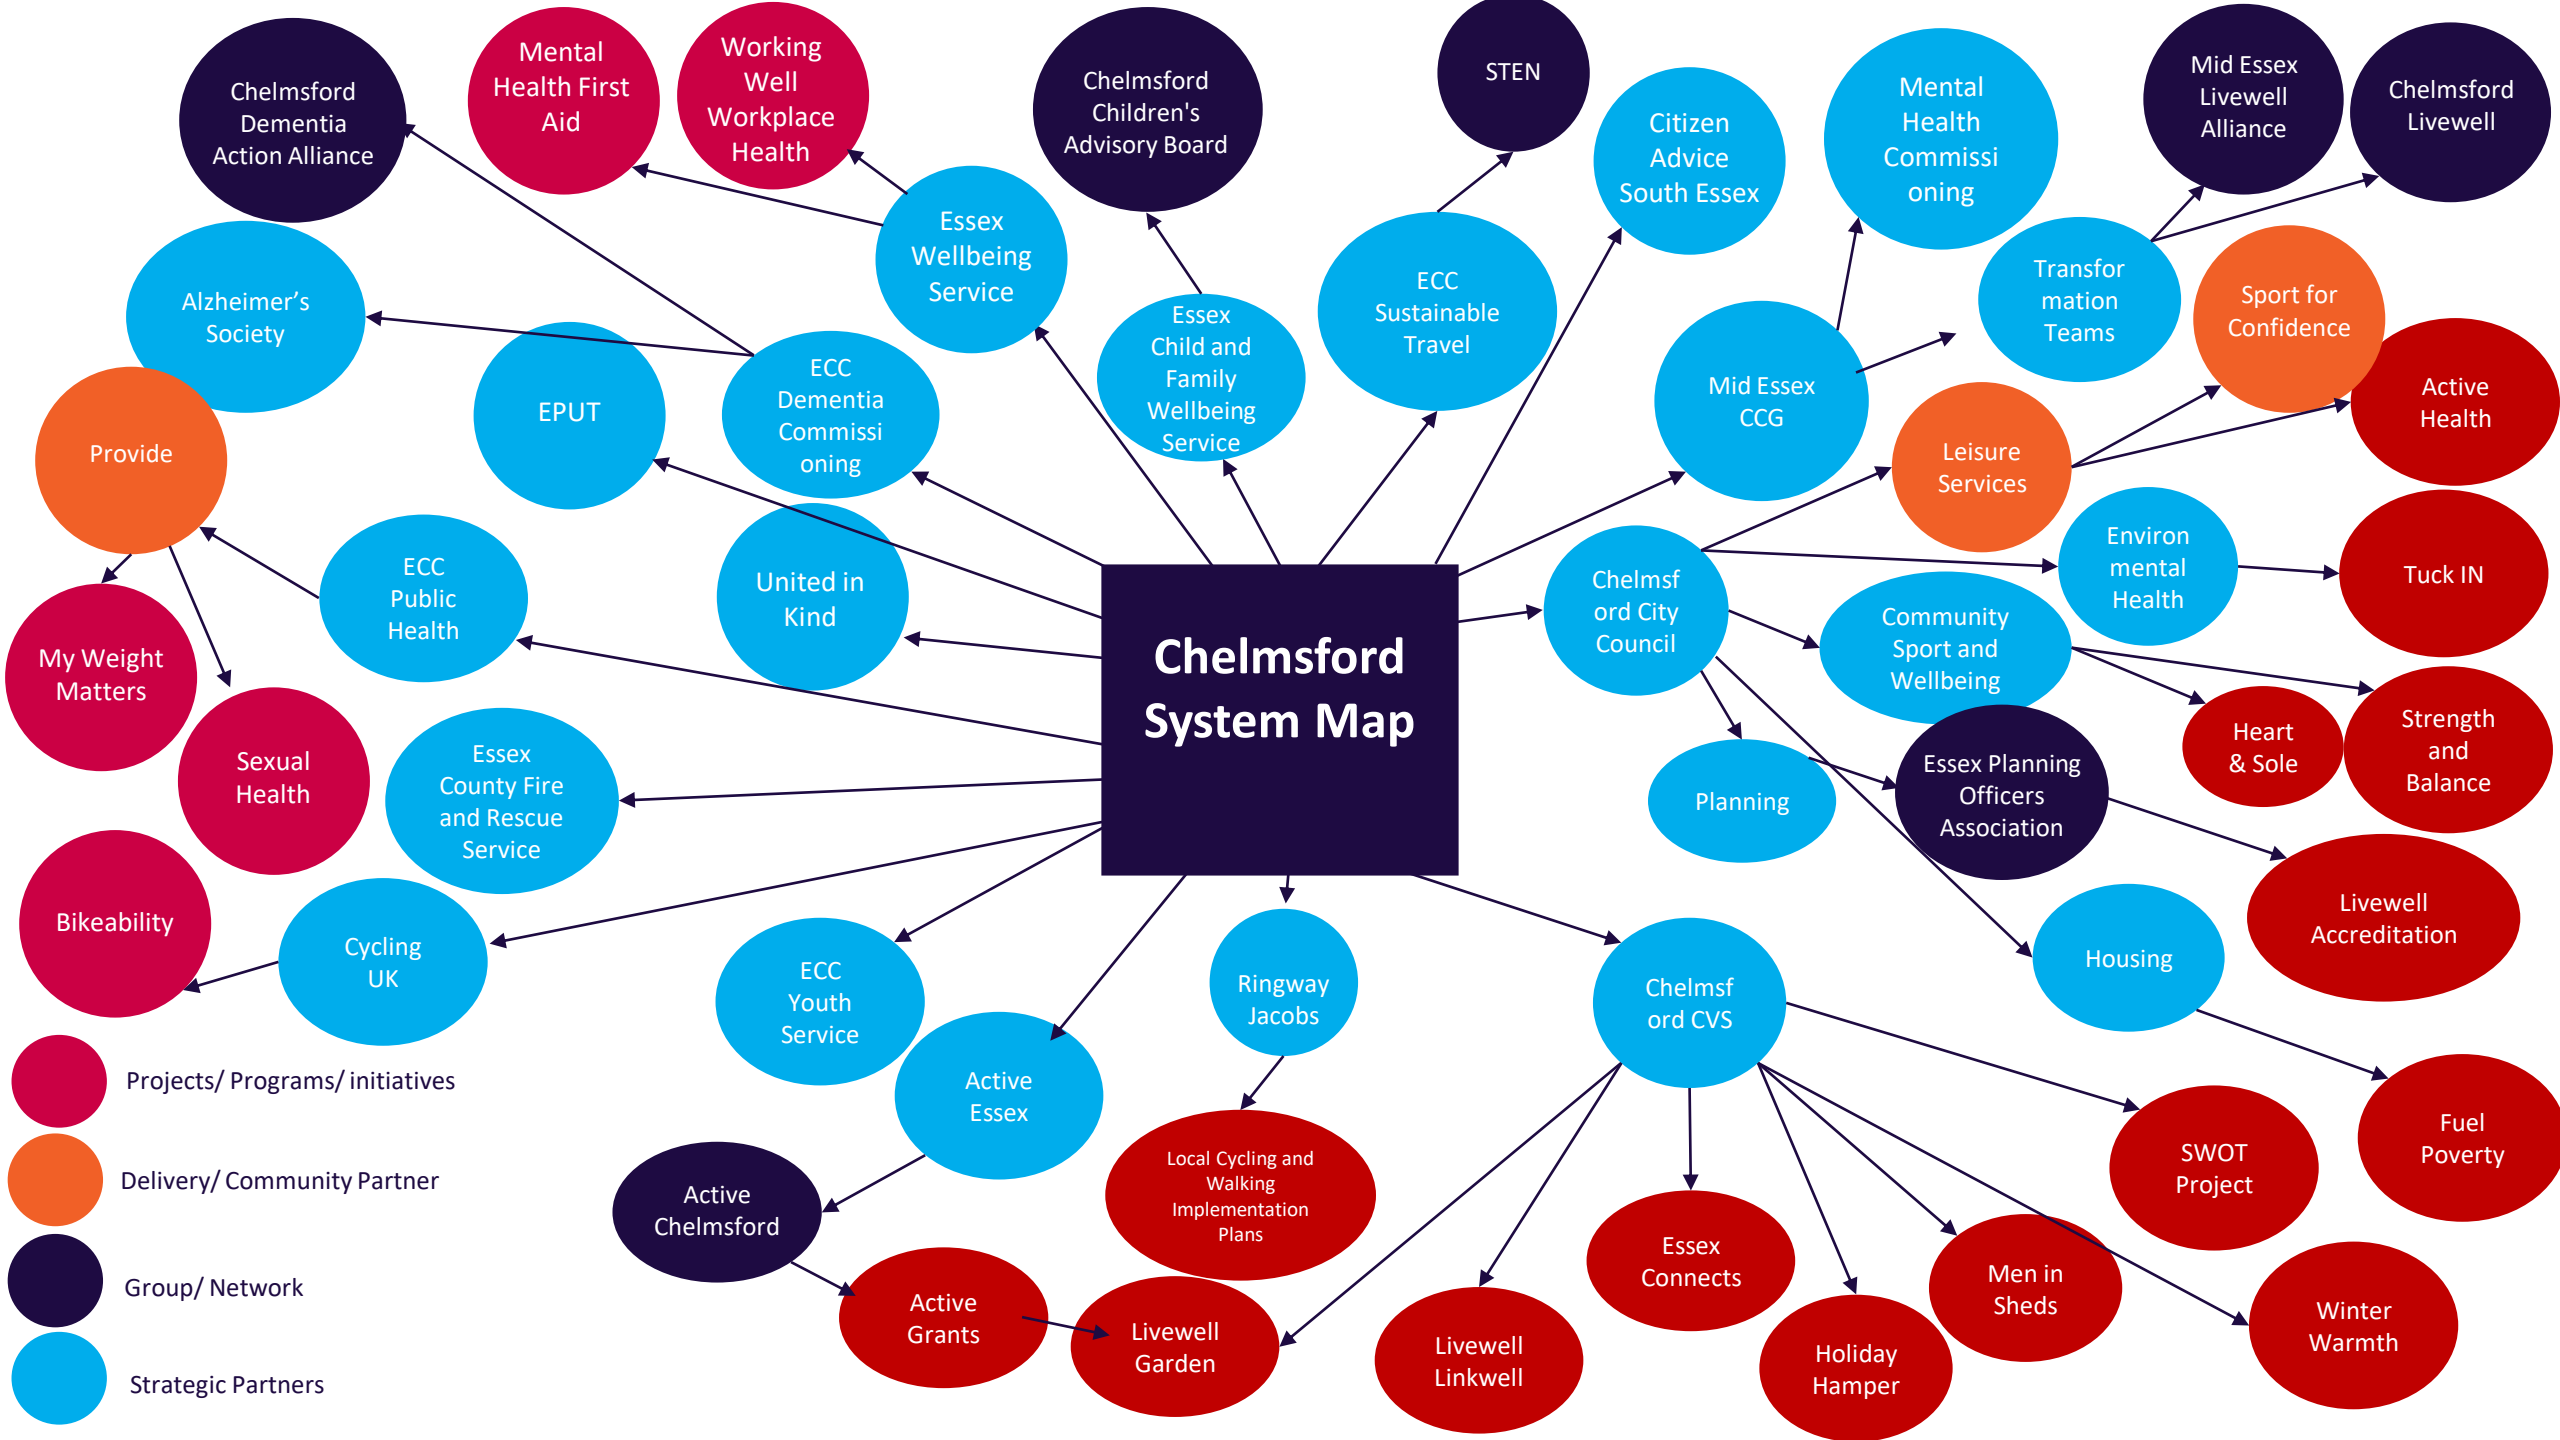 Chelmsford
Dementia
Action Alliance
Mental
Health First
Aid
Working
Well
Workplace
Health
Chelmsford
Children's
Advisory Board
STEN
Citizen
Advice
South Essex
Mental
Health
Commissi
oning
Mid Essex
Livewell
Alliance
Chelmsford
Livewell
Alzheimer’s
Society
Essex
Wellbeing
Service
Essex
Child and
Family
Wellbeing
Service
ECC
Sustainable
Travel
Transfor
mation
Teams
Sport for
Confidence
Provide
EPUT
ECC
Dementia
Commissi
oning
Mid Essex
CCG
Leisure
Services
Active
Health
ECC
Public
Health
United in
Kind
Chelmsford
System Map
Chelmsf
ord City
Council
Environ
mental
Health
Tuck IN
My Weight
Matters
Sexual
Health
Community
Sport and
Wellbeing
Heart
& Sole
Strength
and
Balance
Essex
County Fire
and Rescue
Service
Planning
Essex Planning
Officers
Association
Bikeability
Cycling
UK
ECC
Youth
Service
Ringway
Jacobs
Chelmsf
ord CVS
Housing
Livewell
Accreditation
Active
Essex
Local Cycling and
Walking
Implementation
Plans
SWOT
Project
Fuel
Poverty
Active
Chelmsford
Active
Grants
Livewell
Garden
Livewell
Linkwell
Essex
Connects
Holiday
Hamper
Men in
Sheds
Winter
Warmth
Projects/ Programs/ initiatives
Delivery/ Community Partner
Group/ Network
Strategic Partners